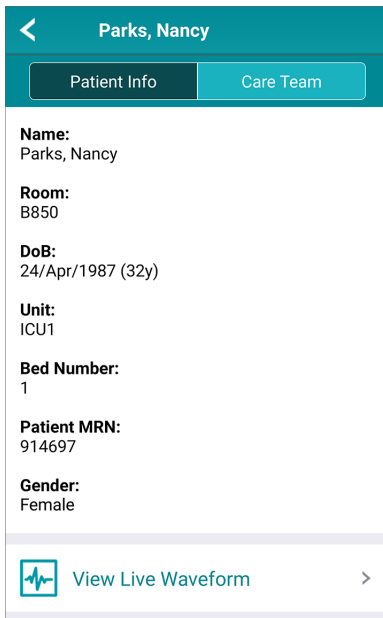 Parks, Nancy
Patient Info
Care Team
Name:
Parks, Nancy
Room:
B850
DoB:
24/Apr/1987 (32y)
Unit:
ICU1
Bed Number:
1
Patient MRN:
914697
Gender:
Female
View Live Waveform